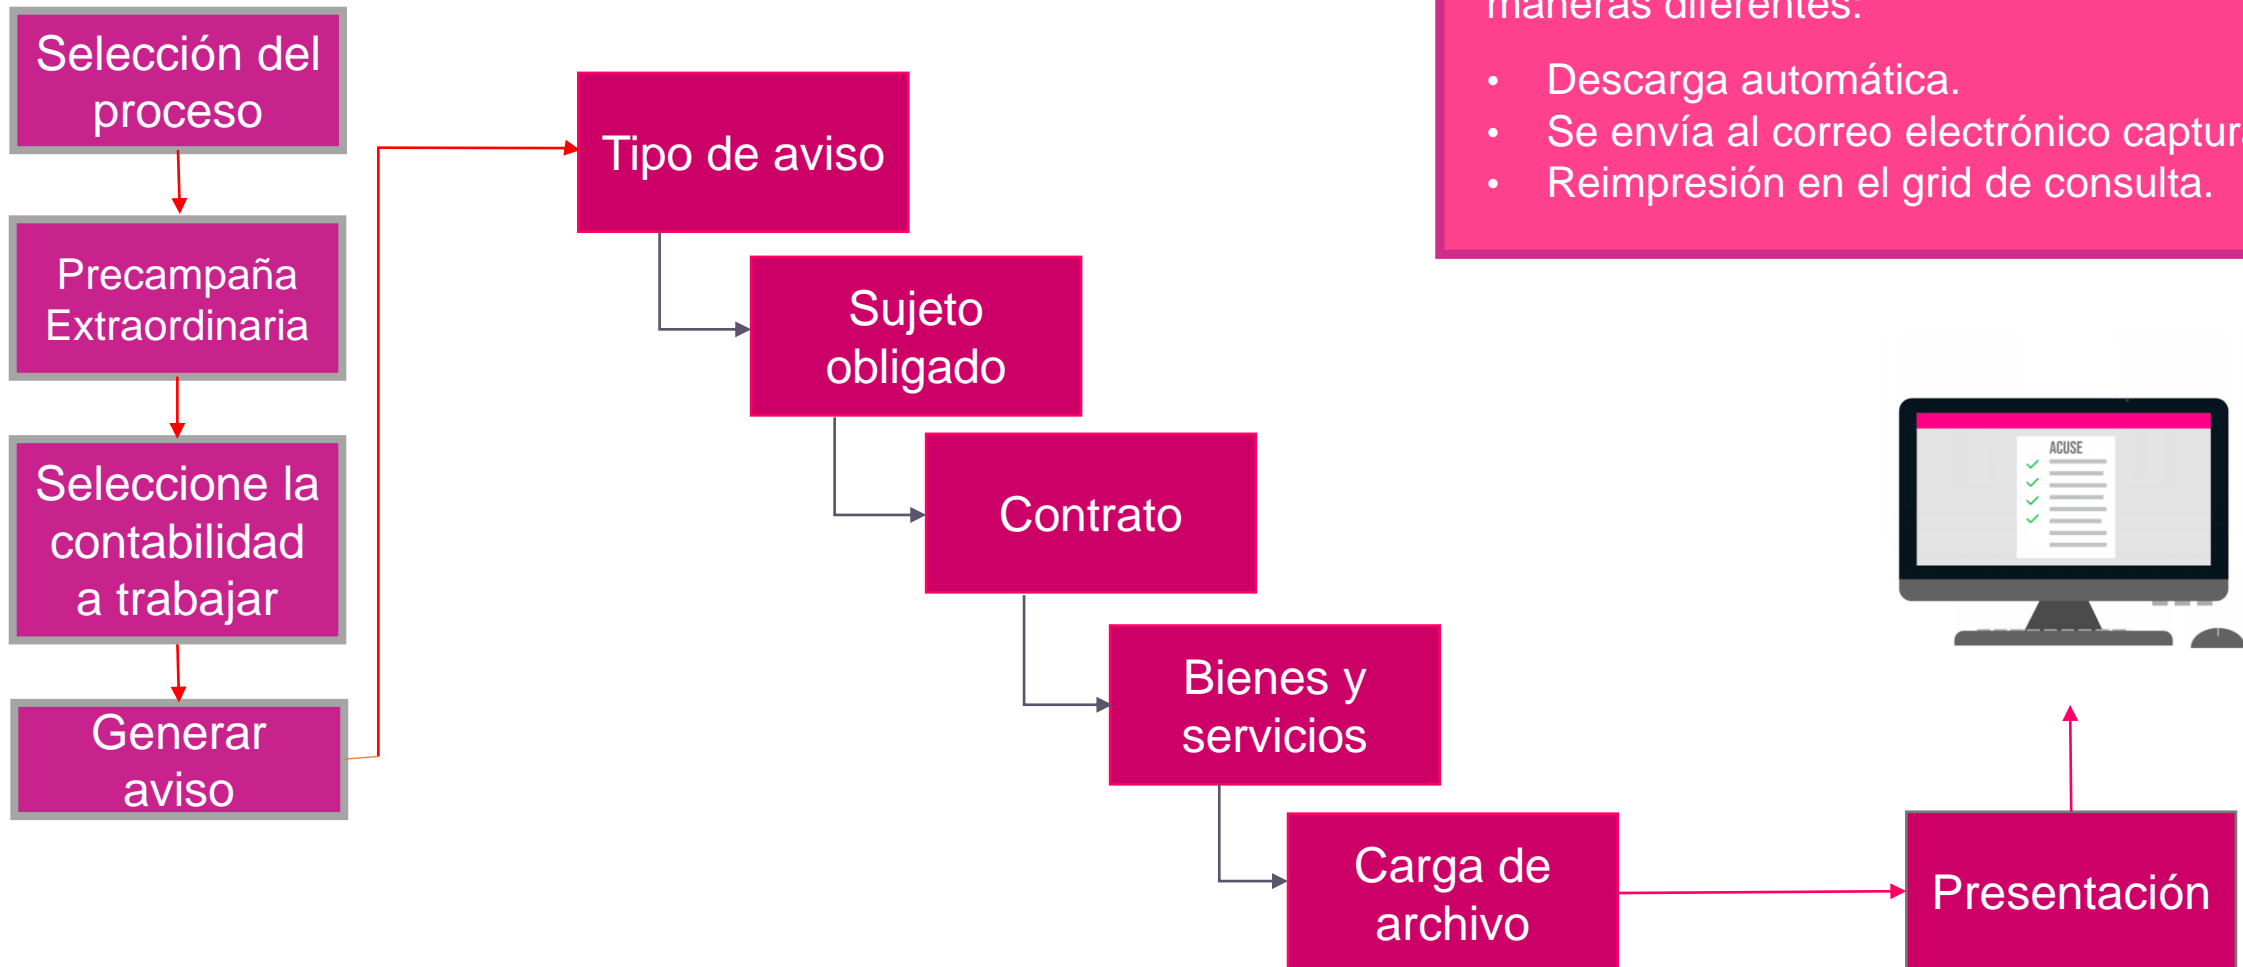 Selección del
proceso
Precampaña
Extraordinaria
Seleccione la
contabilidad
a trabajar
Generar
aviso
Tipo de aviso
Sujeto
obligado
Contrato
Bienes y
servicios
Carga de
archivo
Presentación
maneras diferentes:
• Descarga automática.
• Se envía al correo electrónico
• Reimpresión en el grid de consulta.
ACUSE